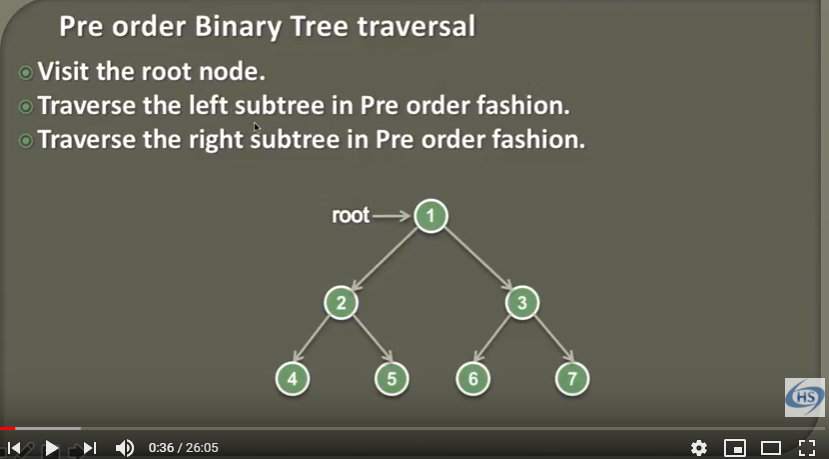 Pre order Binary Tree traversal
Visit the root node.
Traverse the left subtree in Pre order fashion.
Traverse the right subtree in Pre order fashion.
root
1
2
3
4
5
6
7
HS
0:36 / 26:05